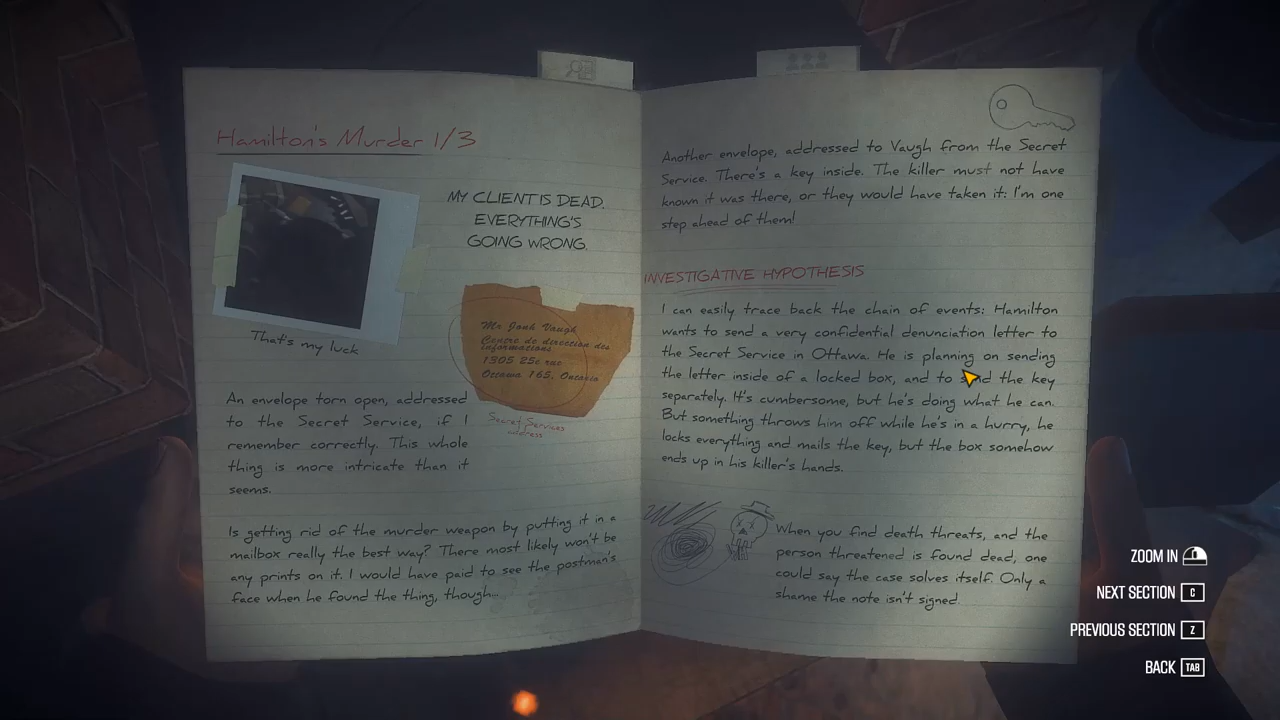 Hamilton's Murder 1/3
MY CLIENT IS DEAD.
EVERYTHING'S
GOING WRONG.
That's my luck
Mr Jonh Vaugh
Centre de direction des
informations
1305 25e rue
Ottawa 165, Ontario
Secret Services
address
An envelope torn open, addressed
to the Secret Service, if I
remember correctly. This whole
thing is more intricate than it
seems.
Is getting rid of the murder weapon by putting it in a
mailbox really the best way? There most likely won't be
any prints on it. I would have paid to see the postman's
face when he found the thing, though...
Another envelope, addressed to Vaugh from the Secret
Service. There's a key inside. The killer must not have
known it was there, or they would have taken it. I'm one
step ahead of them!
INVESTIGATIVE HYPOTHESIS
I can easily trace back the chain of events: Hamilton
wants to send a very confidential denunciation letter to
the Secret Service in Ottawa. He is planning on sending
the letter inside of a locked box, and to send the key
separately. It's cumbersome, but he's doing what he can.
But something throws him off while he's in a hurry, he
locks everything and mails the key, but the box somehow
ends up in his killer's hands.
When you find death threats, and the
person threatened is found dead, one
could say the case solves itself. Only a
shame the note isn't signed.
ZOOM IN
NEXT SECTION C
PREVIOUS SECTION Z
BACK TAB